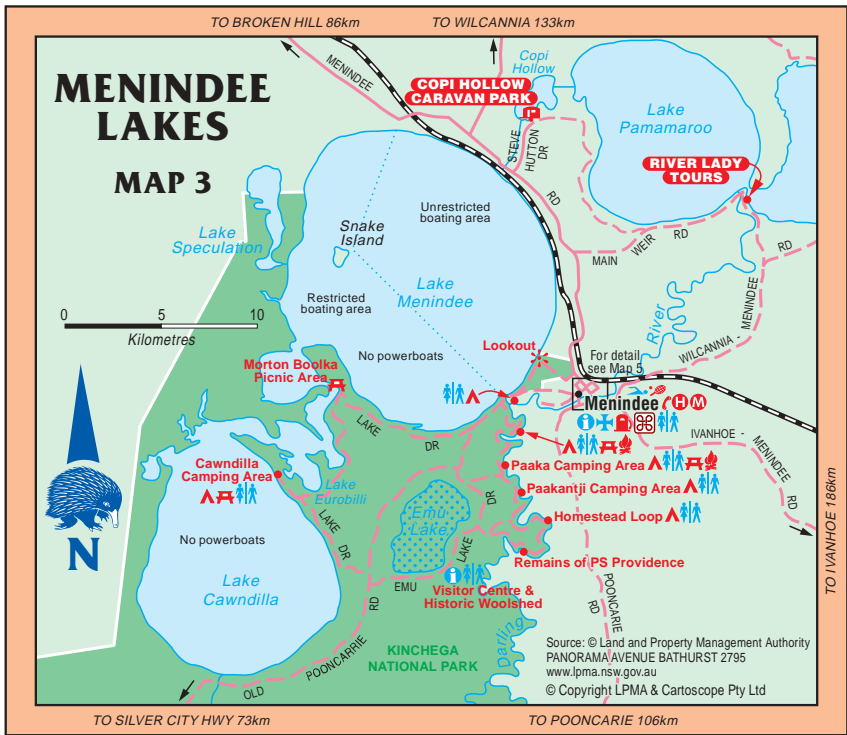 TO BROKEN HILL 86km
TO WILCANNIA 133km
MENINDEE
LAKES
MAP 3
MENINDEE
RD
Copi
Hollow
COPI HOLLOW
CARAVAN PARK
STEVE
HUTTON
DR
Lake
Pamamaroo
RIVER LADY
TOURS
MAIN
WEIR
RD
RD
WILCANNIA - MENINDEE
River
Lake
Speculation
Snake
Island
Unrestricted
boating area
Lake
Menindee
Restricted
boating area
No powerboats
0
5
10
Kilometres
Lookout
For detail
see Map 5
Menindee
H
M
i
Morton Boolka
Picnic Area
LAKE
DR
IVANHOE -
MENINDEE
RD
TO IVANHOE 186km
Cawndilla
Camping Area
Lake
Eurobilli
LAKE
DR
No powerboats
Lake
Cawndilla
N
Emu
Lake
EMU
LAKE
DR
Paaka Camping Area
Paakantji Camping Area
Homestead Loop
Remains of PS Providence
i
Visitor Centre &
Historic Woolshed
KINCHEGA
NATIONAL PARK
OLD
POONCARRIE
RD
Darling
POONCARIE
RD
Source: © Land and Property Management Authority
PANORAMA AVENUE BATHURST 2795
www.lpma.nsw.gov.au
© Copyright LPMA & Cartoscope Pty Ltd
TO SILVER CITY HWY 73km
TO POONCARIE 106km